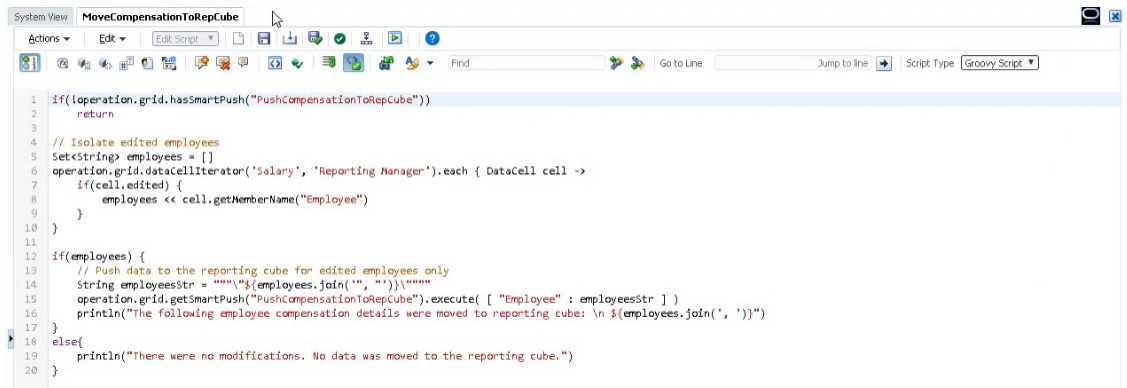 System View MoveCompensationToRepCube
Actions Edit Edit Script
Find Go to Line Jump to line Script Type Groovy Script
1 if(!operation.grid.hasSmartPush("PushCompensationToRepCube"))
2 return
3
4 // Isolate edited employees
5 Set<String> employees = []
6 operation.grid.dataCellIterator('Salary', 'Reporting Manager').each { DataCell cell ->
7 if(cell.edited) {
8 employees << cell.getMemberName("Employee")
9 }
10 }
11
12 if(employees) {
13 // Push data to the reporting cube for edited employees only
14 String employeesStr = """\"${employees.join('", "')}\""""
15 operation.grid.getSmartPush("PushCompensationToRepCube").execute( [ "Employee" : employeesStr ] )
16 println("The following employee compensation details were moved to reporting cube: \n ${employees.join(', ')}")
17 }
18 else{
19 println("There were no modifications. No data was moved to the reporting cube.")
20 }